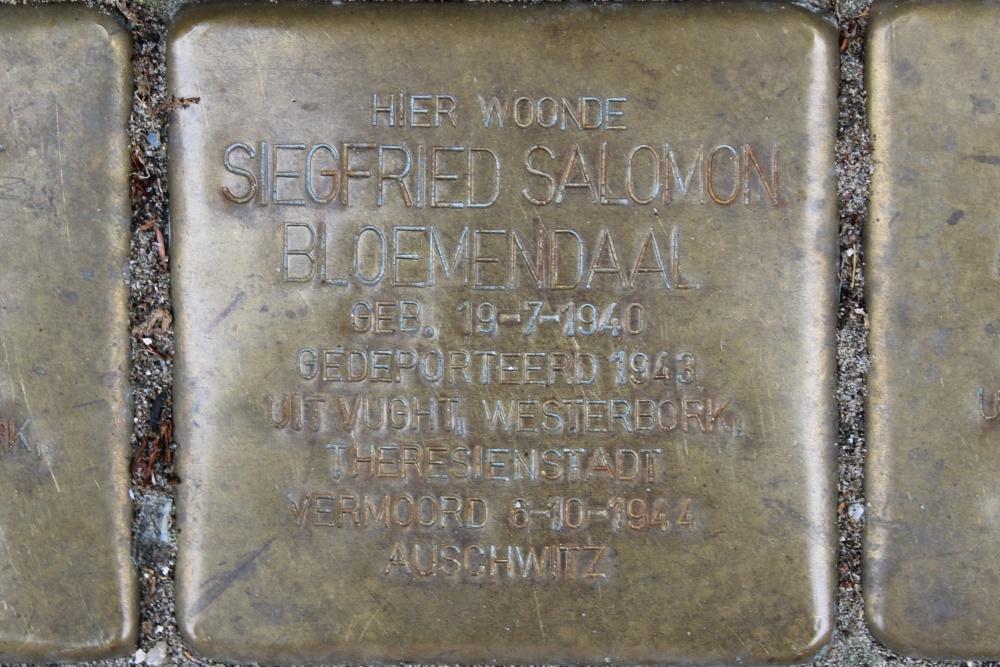 HIER WOONDE
SIEGFRIED SALOMON
BLOEMENDAAL
GEB. 19-7-1940
GEDEPORTEERD 1943
UIT VUGHT, WESTERBORK,
THERESIENSTADT
VERMOORD 6-10-1944
AUSCHWITZ